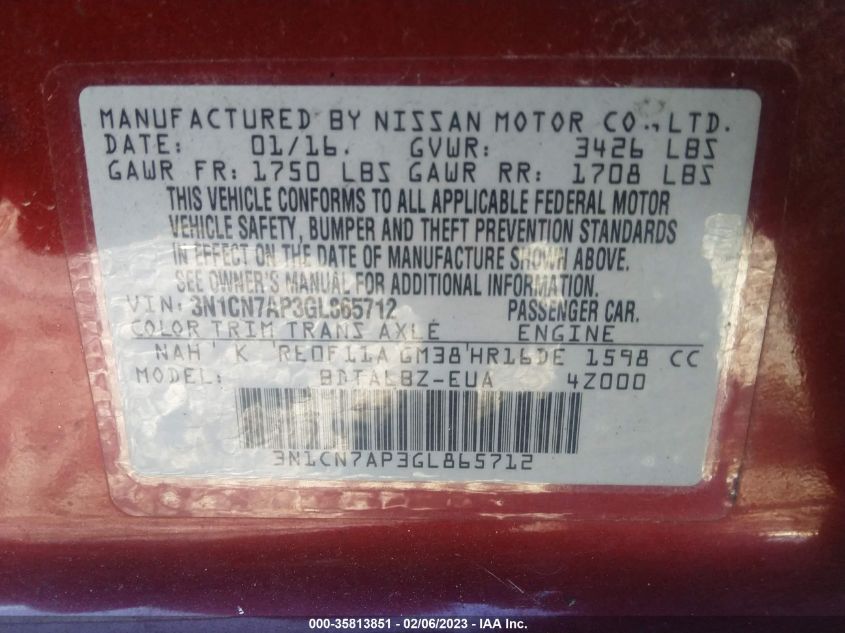 MANUFACTURED BY NISSAN MOTOR CO.,LTD.
DATE: 01/16. GVWR: 3426 LBS
GAWR FR: 1750 LBS GAWR RR: 1708 LBS
THIS VEHICLE CONFORMS TO ALL APPLICABLE FEDERAL MOTOR
VEHICLE SAFETY, BUMPER AND THEFT PREVENTION STANDARDS
IN EFFECT ON THE DATE OF MANUFACTURE SHOWN ABOVE.
SEE OWNER'S MANUAL FOR ADDITIONAL INFORMATION.
VIN: 3N1CN7AP3GL865712 PASSENGER CAR.
COLOR TRIM TRANS AXLE ENGINE
NAH ' K ' RE0F11A GM38 ' HR16DE 1598 CC
MODEL: BDTALBZ-EUA 4Z000
3N1CN7AP3GL865712
000-35813851 / 02/06/2023 - IAA Inc.